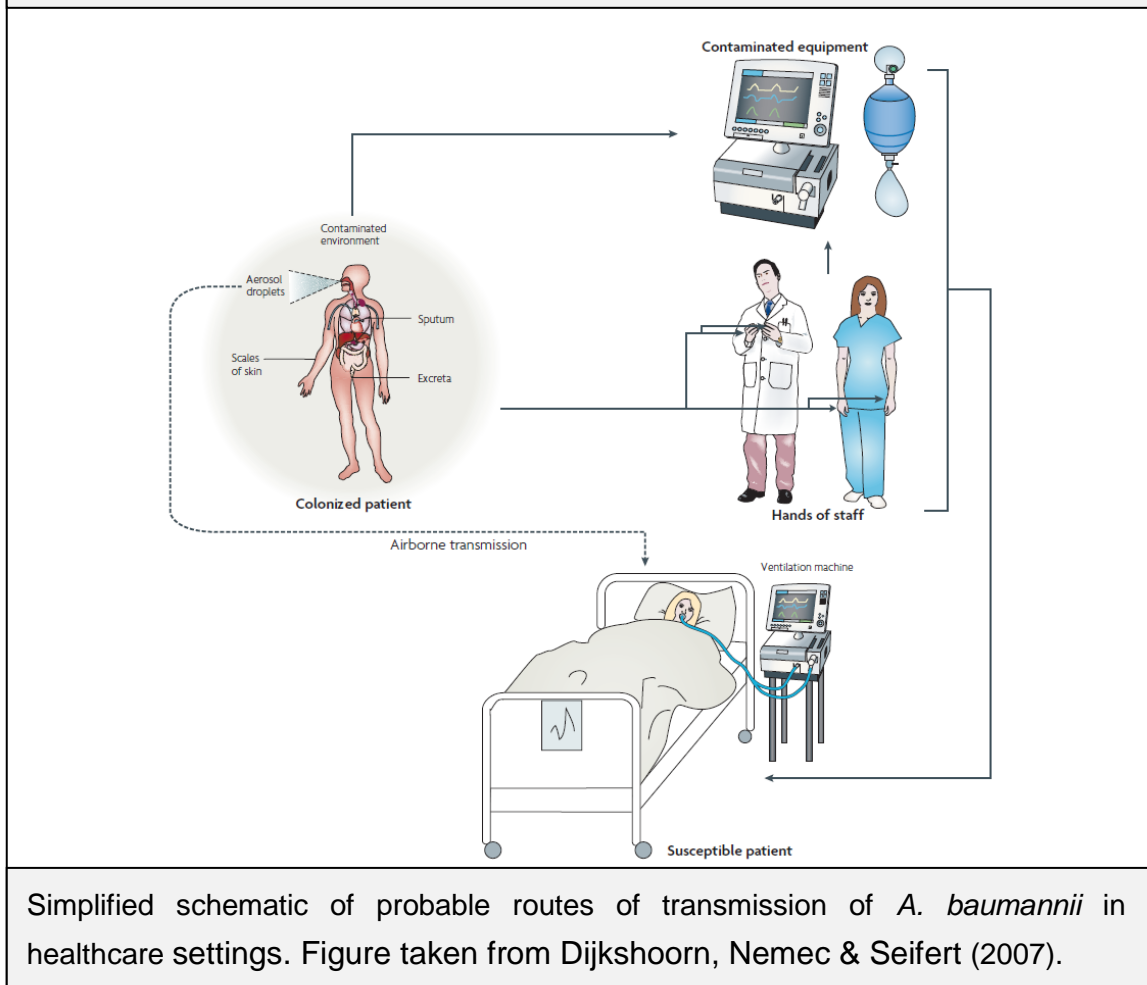 Contaminated equipment
Contaminated
environment
Aerosol
droplets
Sputum
Scales
of skin
Excreta
Colonized patient
Hands of staff
Airborne transmission
Ventilation machine
Susceptible patient
Simplified schematic of probable routes of transmission of A. baumannii in
healthcare settings. Figure taken from Dijkshoorn, Nemec & Seifert (2007).